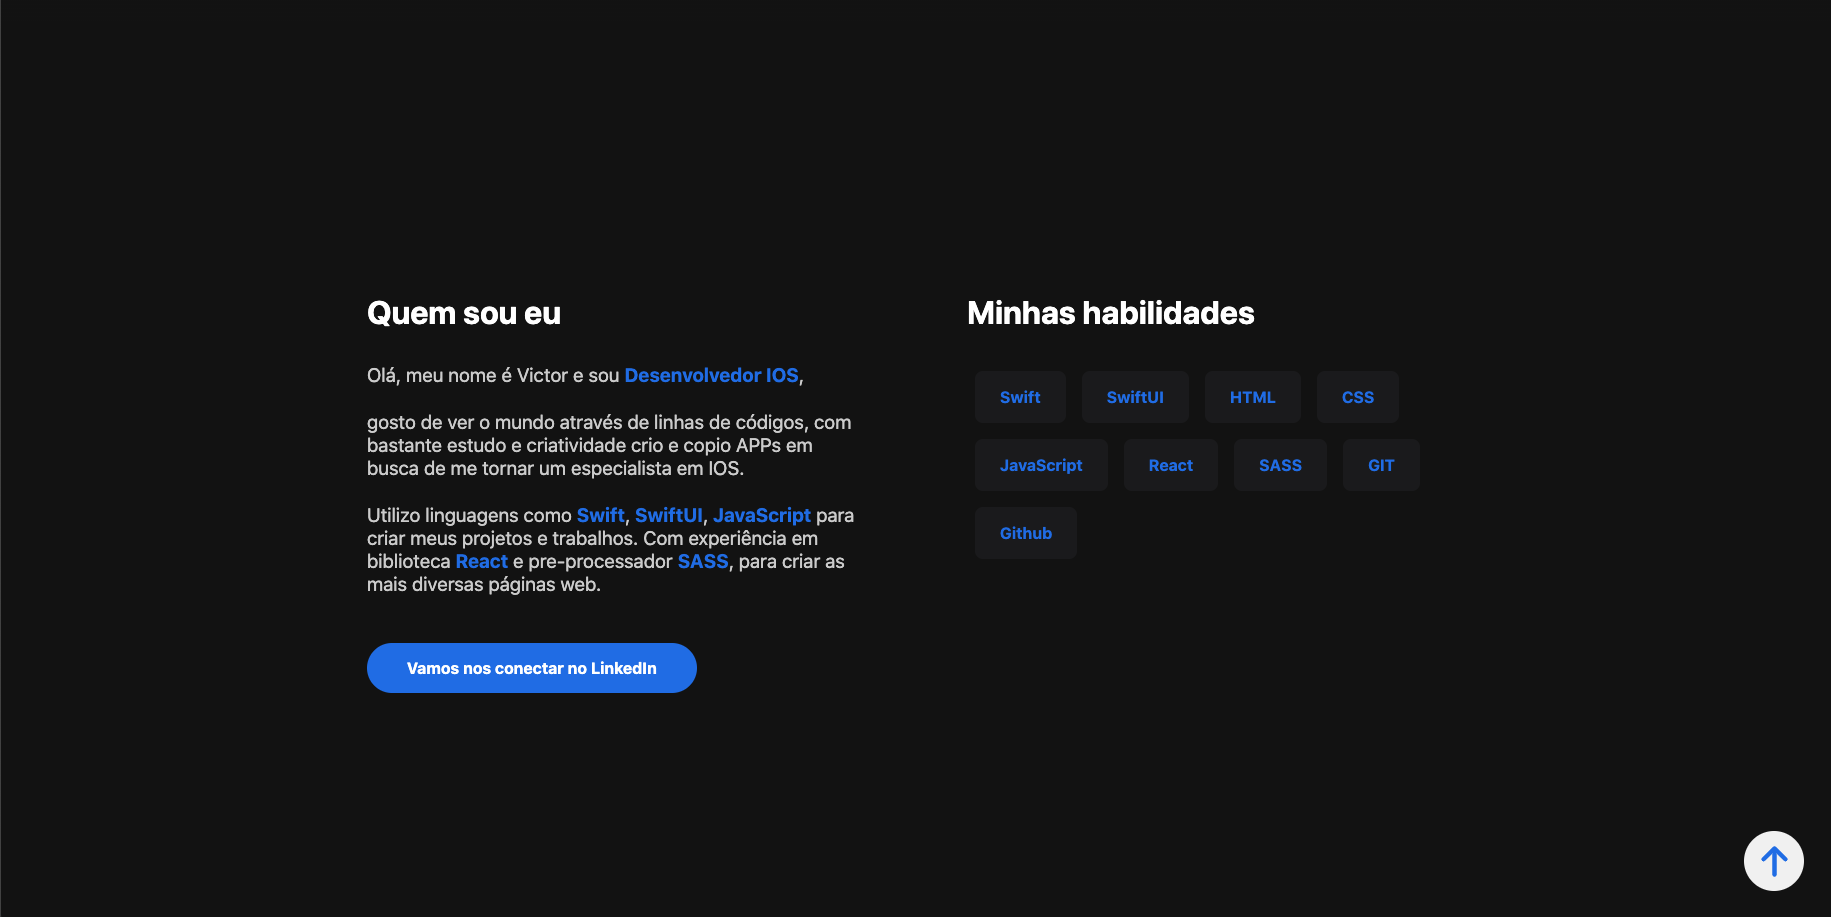 Quem sou eu
Olá, meu nome é Victor e sou Desenvolvedor IOS,
gosto de ver o mundo através de linhas de códigos, com
bastante estudo e criatividade crio e copio APPs em
busca de me tornar um especialista em IOS.
Utilizo linguagens como Swift, SwiftUI, JavaScript para
criar meus projetos e trabalhos. Com experiência em
biblioteca React e pre-processador SASS, para criar as
mais diversas páginas web.
Vamos nos conectar no LinkedIn
Minhas habilidades
Swift SwiftUI HTML CSS
JavaScript React SASS GIT
Github